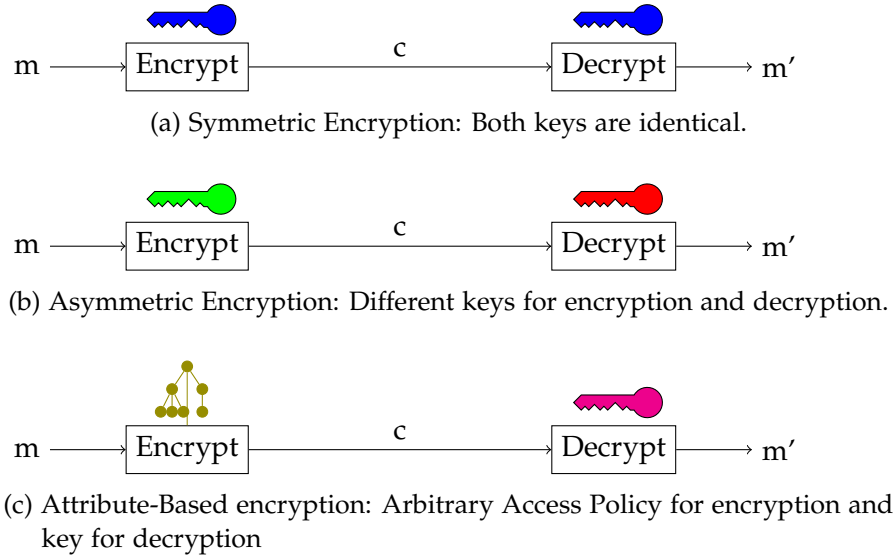 m Encrypt c Decrypt m'
(a) Symmetric Encryption: Both keys are identical.
m Encrypt c Decrypt m'
(b) Asymmetric Encryption: Different keys for encryption and decryption.
m Encrypt c Decrypt m'
(c) Attribute-Based encryption: Arbitrary Access Policy for encryption and
key for decryption